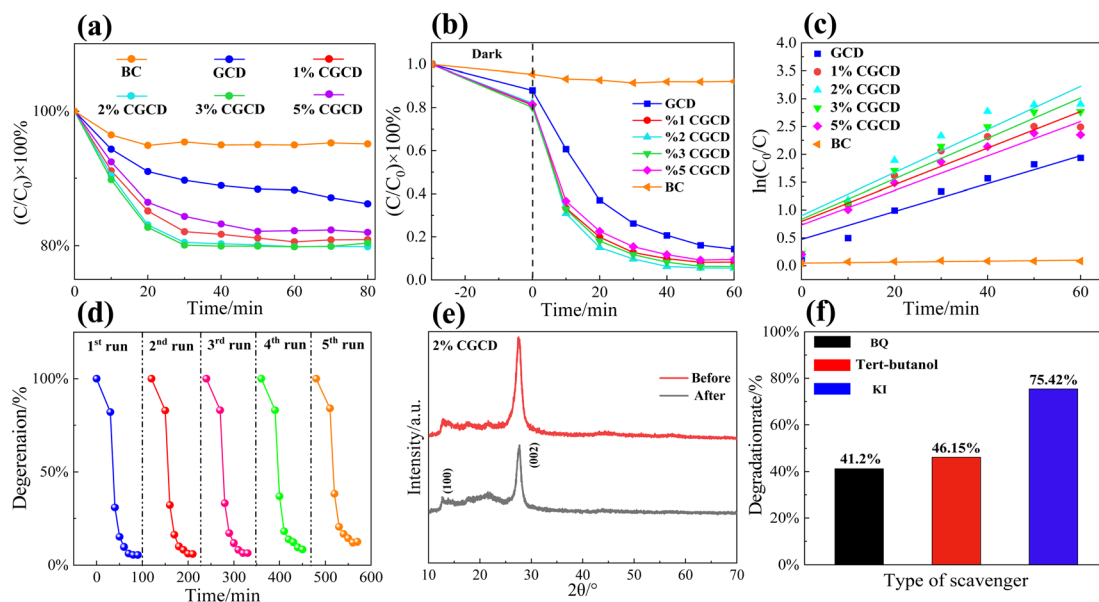 (a)
BC GCD 1% CGCD
2% CGCD 3% CGCD 5% CGCD
100%
80%
(C/C0)×100%
0 20 40 60 80
Time/min
(b)
Dark
GCD
%1 CGCD
%2 CGCD
%3 CGCD
%5 CGCD
BC
1.0
0.8
0.6
0.4
0.2
0.0
(C/C0)×100%
-20 0 20 40 60
Time/min
(c)
GCD
1% CGCD
2% CGCD
3% CGCD
5% CGCD
BC
4.0
3.5
3.0
2.5
2.0
1.5
1.0
0.5
0.0
ln(C0/C)
0 10 20 30 40 50 60
Time/min
(d)
1st run 2nd run 3rd run 4th run 5th run
100%
50%
0%
Degerenaion/%
0 100 200 300 400 500 600
Time/min
(e)
2% CGCD
Before
After
(100)
(002)
Intensity/a.u.
10 20 30 40 50 60 70
2θ/°
(f)
BQ
Tert-butanol
KI
41.2%
46.15%
75.42%
100%
80%
60%
40%
20%
0%
Degradationrate/%
Type of scavenger